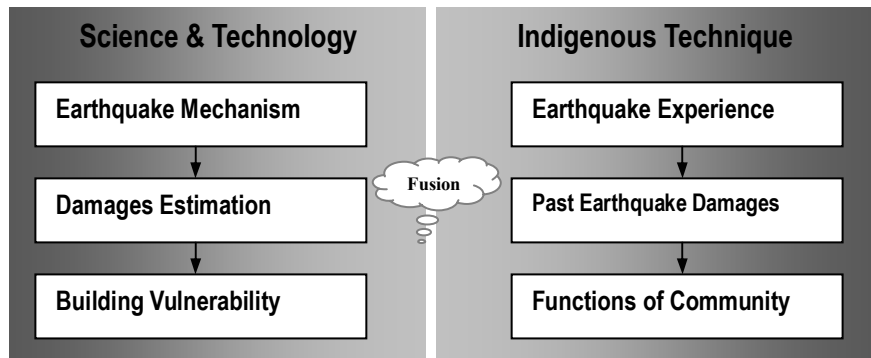 Science & Technology
Earthquake Mechanism
Damages Estimation
Building Vulnerability
Fusion
Indigenous Technique
Earthquake Experience
Past Earthquake Damages
Functions of Community